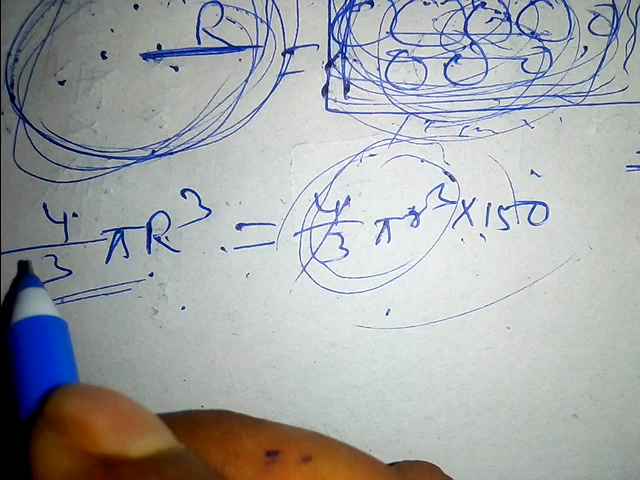 R =
4/3 πR³ = 4/3 πr³ × 150